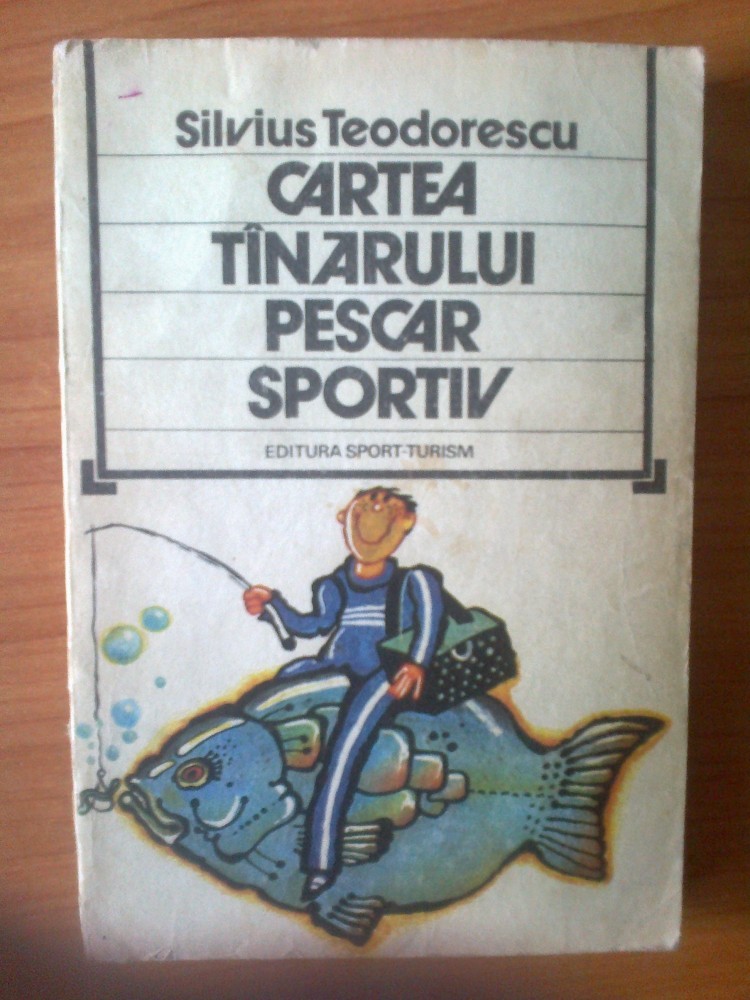 Silvius Teodorescu
CARTEA
TÎNARULUI
PESCAR
SPORTIV
EDITURA SPORT-TURISM